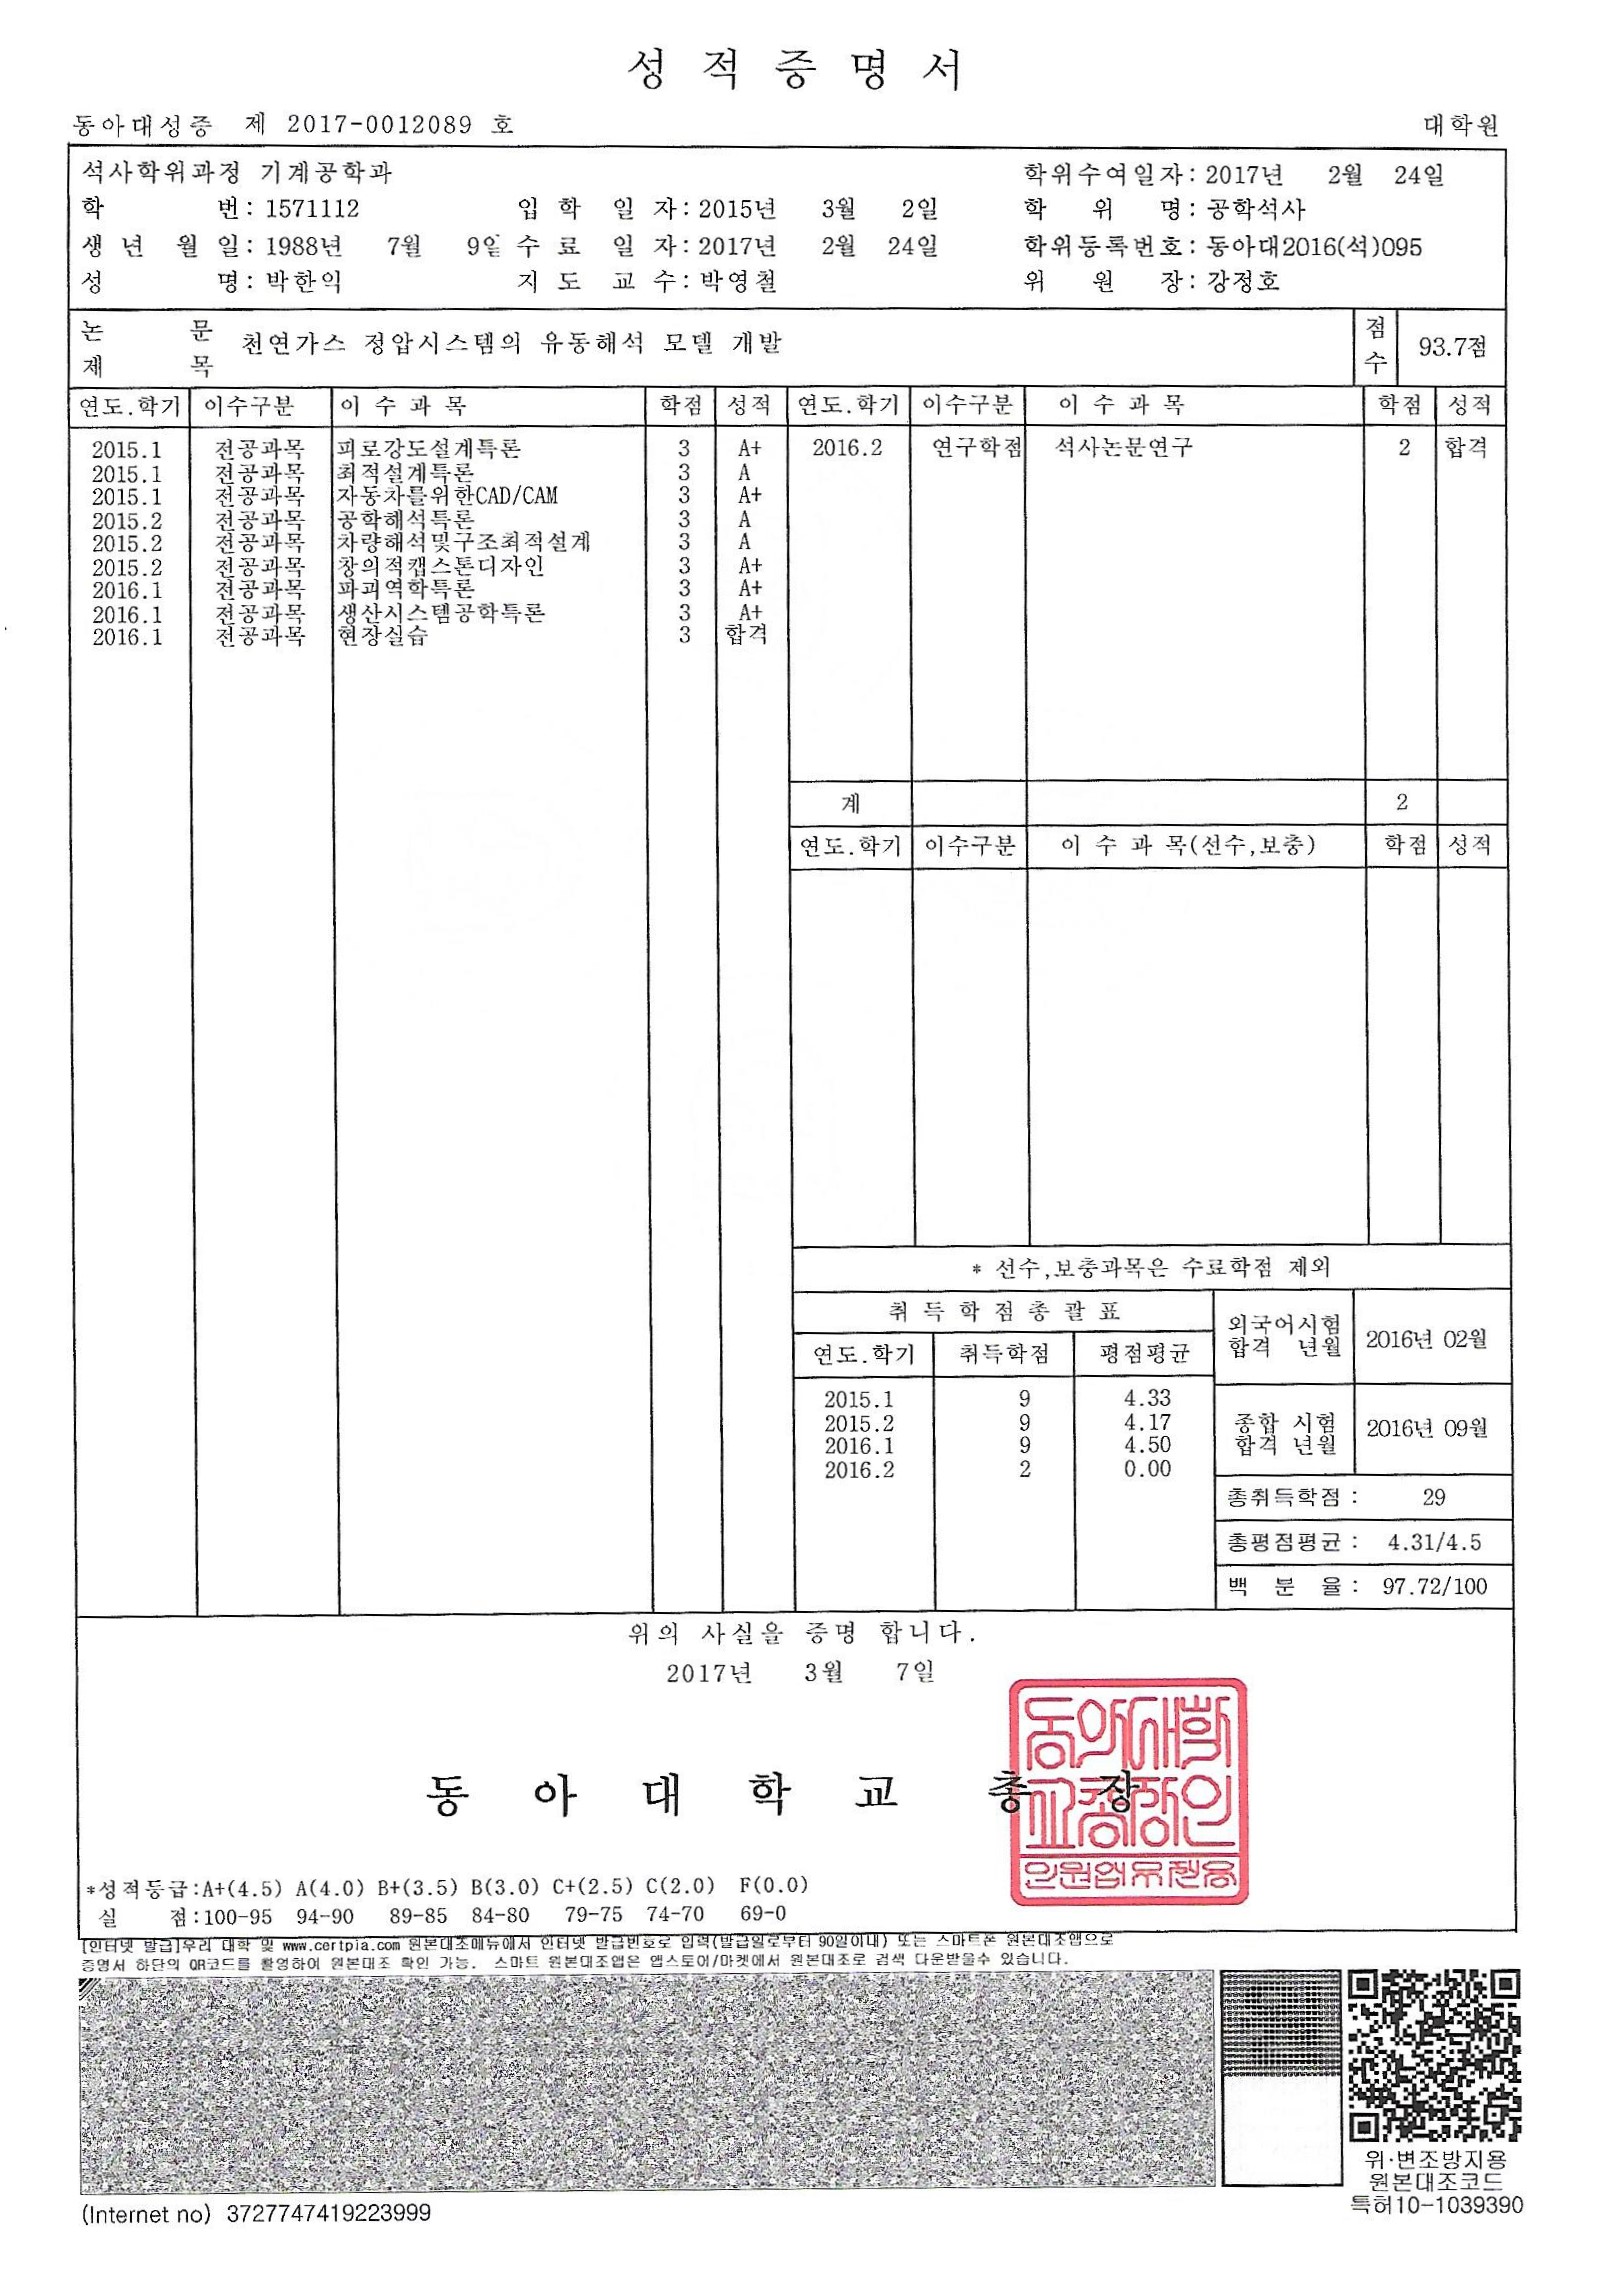 성 적 증 명 서
동아대성증 제 2017-0012089 호
대학원
석사학위과정 기계공학과
학위수여일자: 2017년 2월 24일
학 번: 1571112 입 학 일 자: 2015년 3월 2일 학 위 명: 공학석사
생 년 월 일: 1988년 7월 9일 수 료 일 자: 2017년 2월 24일 학위등록번호: 동아대2016(석)095
성 명: 박한익 지 도 교 수: 박영철 위 원 장: 강정호
논 문 제 목 천연가스 정압시스템의 유동해석 모델 개발 점수 93.7점
연도.학기 이수구분 이 수 과 목 학점 성적 연도.학기 이수구분 이 수 과 목 학점 성적
2015.1 전공과목 피로강도설계특론 3 A+ 2016.2 연구학점 석사논문연구 2 합격
2015.1 전공과목 최적설계특론 3 A
2015.1 전공과목 자동차를위한CAD/CAM 3 A+
2015.2 전공과목 공학해석특론 3 A
2015.2 전공과목 차량해석및구조최적설계 3 A
2015.2 전공과목 창의적캡스톤디자인 3 A+
2016.1 전공과목 파괴역학특론 3 A+
2016.1 전공과목 생산시스템공학특론 3 A+
2016.1 전공과목 현장실습 3 합격
계 2
연도.학기 이수구분 이 수 과 목(선수,보충) 학점 성적
* 선수,보충과목은 수료학점 제외
취 득 학 점 총 괄 표
연도.학기 취득학점 평점평균
2015.1 9 4.33
2015.2 9 4.17
2016.1 9 4.50
2016.2 2 0.00
외국어시험 합격 년월 2016년 02월
종합 시험 합격 년월 2016년 09월
총취득학점 : 29
총평점평균 : 4.31/4.5
백 분 율 : 97.72/100
위의 사실을 증명 합니다.
2017년 3월 7일
동 아 대 학 교 총 장
동아대학
교총장인
민원업무전용
*성적등급:A+(4.5) A(4.0) B+(3.5) B(3.0) C+(2.5) C(2.0) F(0.0)
실 점:100-95 94-90 89-85 84-80 79-75 74-70 69-0
[인터넷 발급]우리 대학 및 www.certpia.com 원본대조메뉴에서 인터넷 발급번호로 입력(발급일로부터 90일이내) 또는 스마트폰 원본대조앱으로
증명서 하단의 QR코드를 촬영하여 원본대조 확인 가능. 스마트 원본대조앱은 앱스토어/마켓에서 원본대조로 검색 다운받을수 있습니다.
위·변조방지용
원본대조코드
특허10-1039390
(Internet no) 3727747419223999